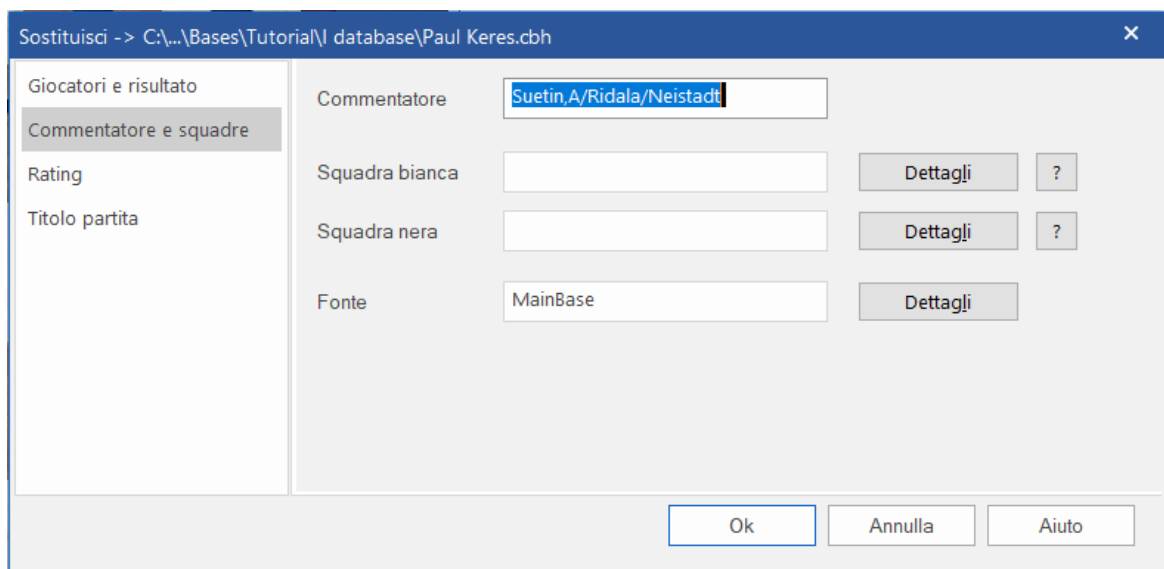 Sostituisci -> C:\...\Bases\Tutorial\I database\Paul Keres.cbh
Giocatori e risultato
Commentatore e squadre
Rating
Titolo partita
Commentatore Suetin,A/Ridala/Neistadt
Squadra bianca Dettagli ?
Squadra nera Dettagli ?
Fonte MainBase Dettagli
Ok Annulla Aiuto